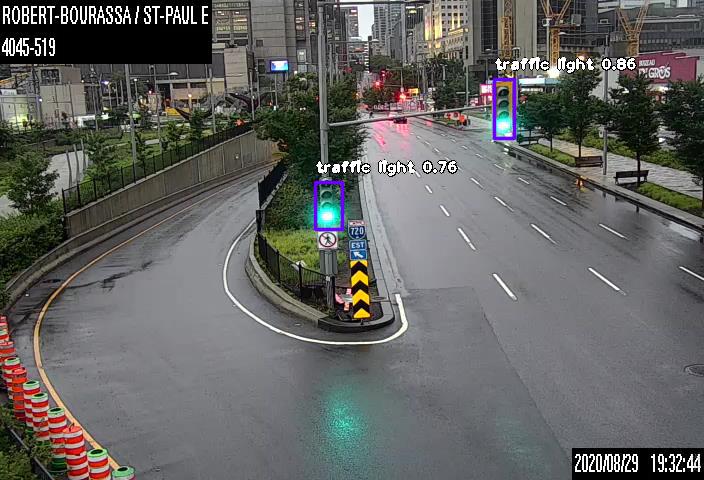 ROBERT-BOURASSA / ST-PAUL E
4045-519
traffic light 0.86
traffic light 0.76
720
EST
2020/08/29 19:32:44